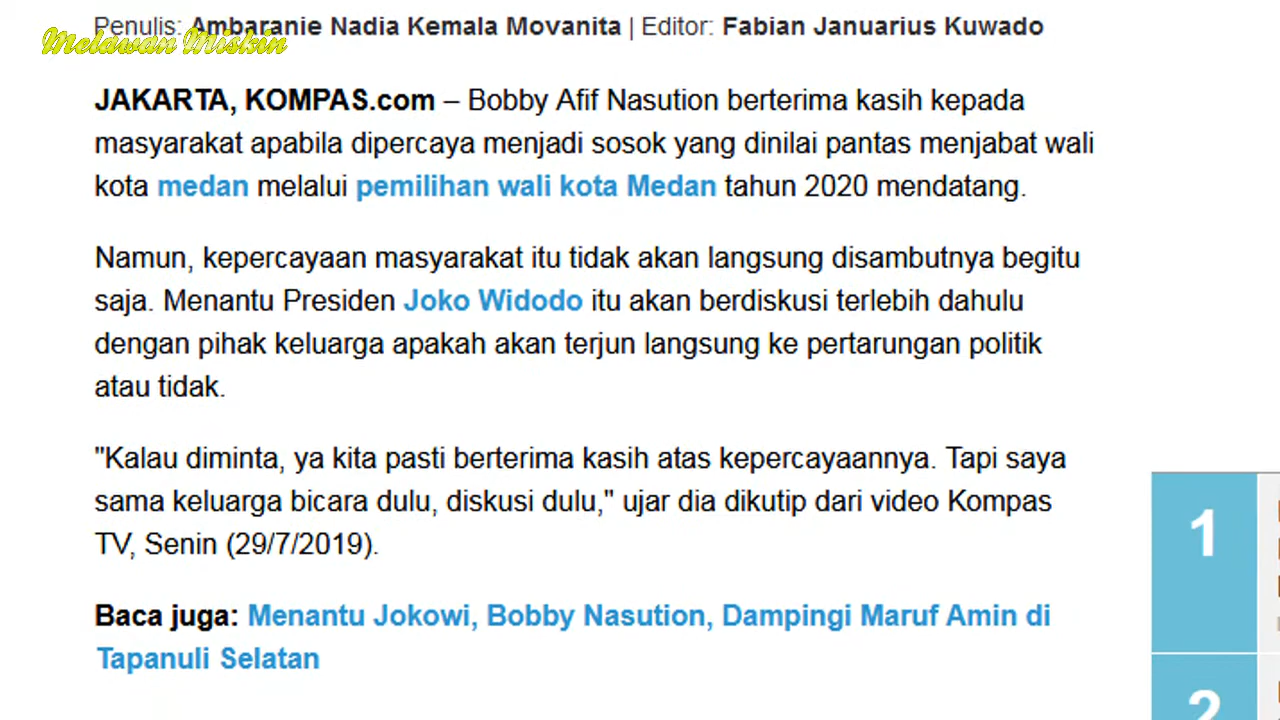 Penulis: Ambaranie Nadia Kemala Movanita | Editor: Fabian Januarius Kuwado
Melawan Miskin
JAKARTA, KOMPAS.com – Bobby Afif Nasution berterima kasih kepada
masyarakat apabila dipercaya menjadi sosok yang dinilai pantas menjabat wali
kota medan melalui pemilihan wali kota Medan tahun 2020 mendatang.
Namun, kepercayaan masyarakat itu tidak akan langsung disambutnya begitu
saja. Menantu Presiden Joko Widodo itu akan berdiskusi terlebih dahulu
dengan pihak keluarga apakah akan terjun langsung ke pertarungan politik
atau tidak.
"Kalau diminta, ya kita pasti berterima kasih atas kepercayaannya. Tapi saya
sama keluarga bicara dulu, diskusi dulu," ujar dia dikutip dari video Kompas
TV, Senin (29/7/2019).
Baca juga: Menantu Jokowi, Bobby Nasution, Dampingi Maruf Amin di
Tapanuli Selatan
1
2